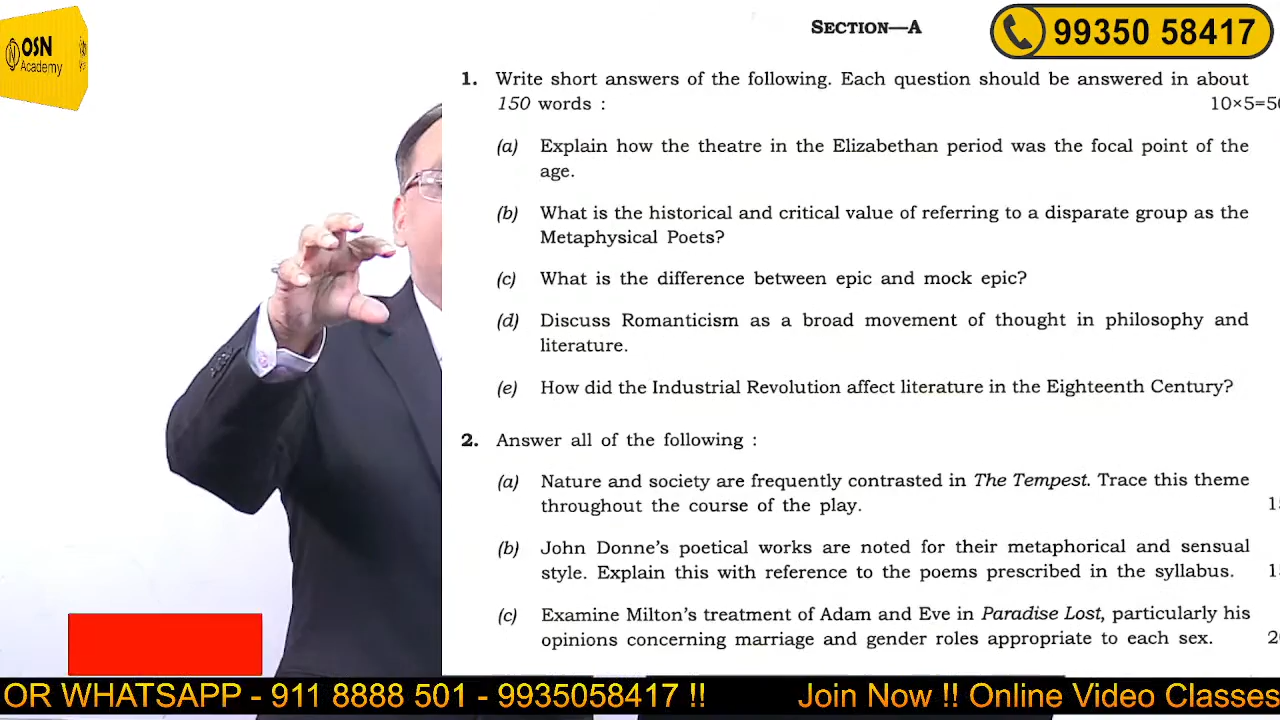 OSN
Academy
99350 58417
SECTION—A
1. Write short answers of the following. Each question should be answered in about
150 words : 10×5=50
(a) Explain how the theatre in the Elizabethan period was the focal point of the
age.
(b) What is the historical and critical value of referring to a disparate group as the
Metaphysical Poets?
(c) What is the difference between epic and mock epic?
(d) Discuss Romanticism as a broad movement of thought in philosophy and
literature.
(e) How did the Industrial Revolution affect literature in the Eighteenth Century?
2. Answer all of the following :
(a) Nature and society are frequently contrasted in The Tempest. Trace this theme
throughout the course of the play.
(b) John Donne's poetical works are noted for their metaphorical and sensual
style. Explain this with reference to the poems prescribed in the syllabus.
(c) Examine Milton's treatment of Adam and Eve in Paradise Lost, particularly his
opinions concerning marriage and gender roles appropriate to each sex.
OR WHATSAPP - 911 8888 501 - 9935058417 !! Join Now !! Online Video Classes